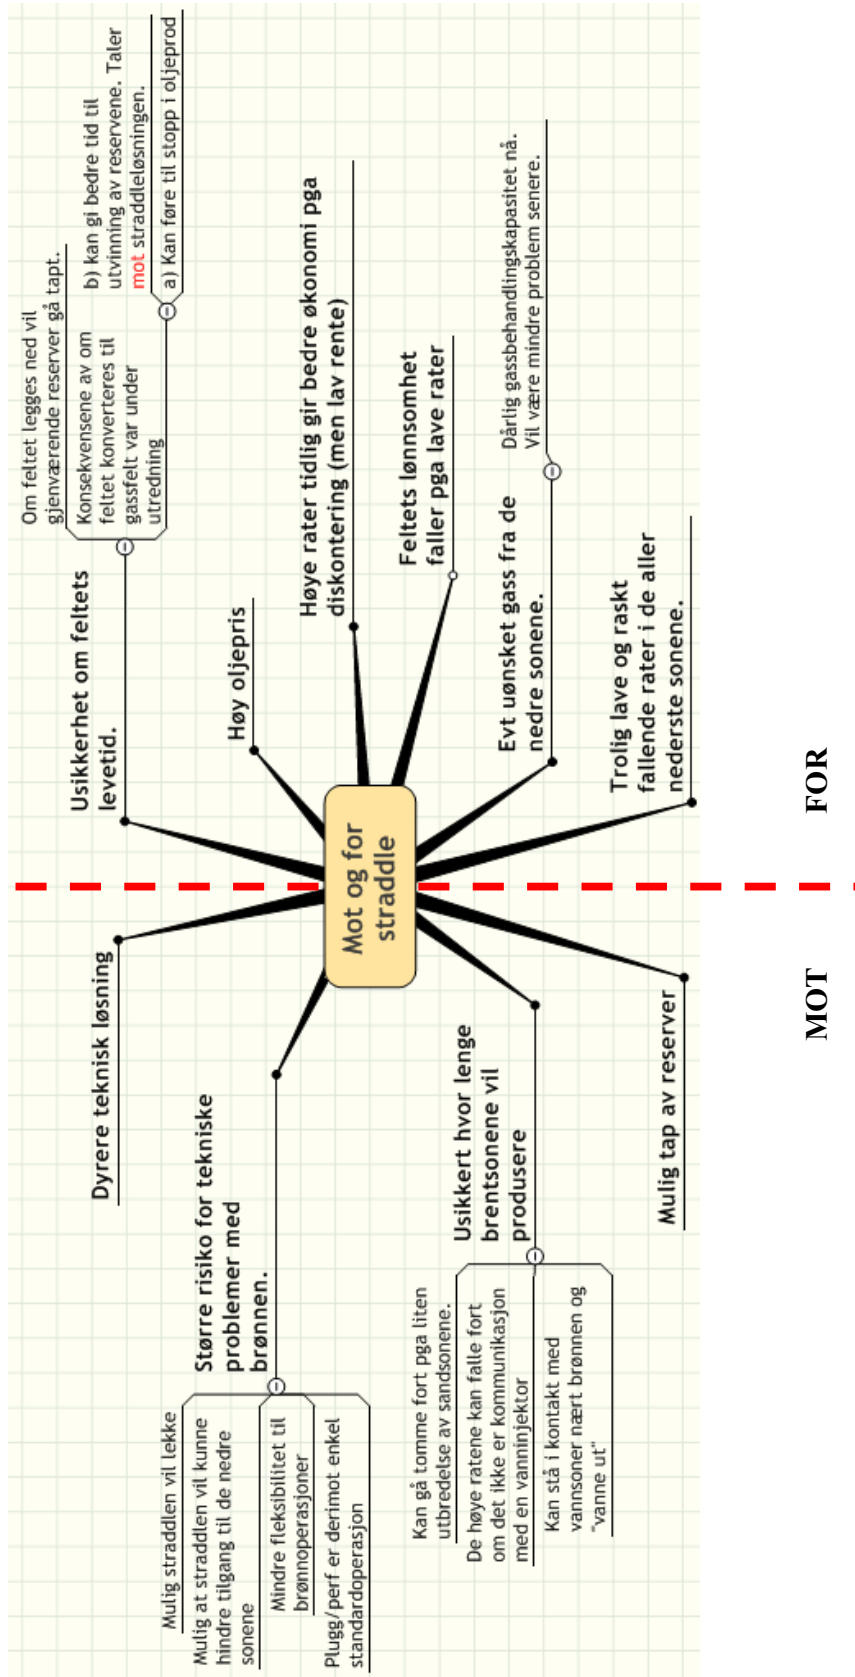 Mot og for
straddle
Usikkerhet om feltets
levetid.
Om feltet legges ned vil
gjenværende reserver gå tapt.
Konsekvensene av om
feltet konverteres til
gassfelt var under
utredning
b) kan gi bedre tid til
utvinning av reservene. Taler
mot straddleløsningen.
a) Kan føre til stopp i oljeprod
Høy oljepris
Høye rater tidlig gir bedre økonomi pga
diskontering (men lav rente)
Feltets lønnsomhet
faller pga lave rater
Evt uønsket gass fra de
nedre sonene.
Dårlig gassbehandlingskapasitet nå.
Vil være mindre problem senere.
Trolig lave og raskt
fallende rater i de aller
nederste sonene.
Dyrere teknisk løsning
Større risiko for tekniske
problemer med
brønnen.
Mulig straddlen vil lekke
Mulig at straddlen vil kunne
hindre tilgang til de nedre
sonene
Mindre fleksibilitet til
brønnoperasjoner
Plugg/perf er derimot enkel
standardoperasjon
Usikkert hvor lenge
brentsonene vil
produsere
Kan gå tomme fort pga liten
utbredelse av sandsonene.
De høye ratene kan falle fort
om det ikke er kommunikasjon
med en vanninjektor
Kan stå i kontakt med
vannsoner nært brønnen og
"vanne ut"
Mulig tap av reserver
MOT
FOR